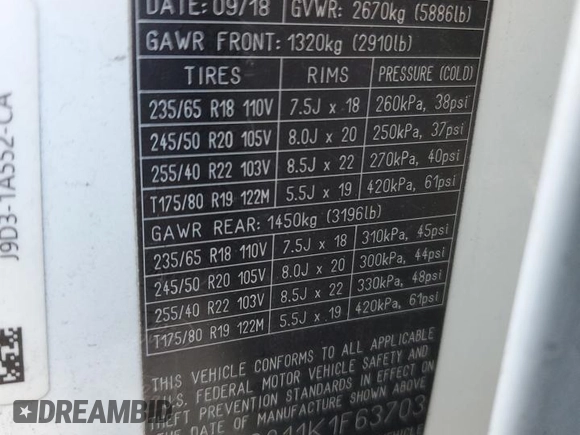 DATE: 09/18 GVWR: 2670kg (5886lb)
GAWR FRONT: 1320kg (2910lb)
TIRES RIMS PRESSURE (COLD)
235/65 R18 110V 7.5J x 18 260kPa, 38psi
245/50 R20 105V 8.0J x 20 250kPa, 37psi
255/40 R22 103V 8.5J x 22 270kPa, 40psi
T175/80 R19 122M 5.5J x 19 420kPa, 61psi
GAWR REAR: 1450kg (3196lb)
235/65 R18 110V 7.5J x 18 310kPa, 45psi
245/50 R20 105V 8.0J x 20 300kPa, 44psi
255/40 R22 103V 8.5J x 22 330kPa, 48psi
T175/80 R19 122M 5.5J x 19 420kPa, 61psi
THIS VEHICLE CONFORMS TO ALL APPLICABLE
U.S. FEDERAL MOTOR VEHICLE SAFETY AND
THEFT PREVENTION STANDARDS IN EFFECT ON
THE DATE OF MANUFACTURE SHOWN ABOVE
K1F63703
J9D3-1A552-CA
REDCORNER.COM